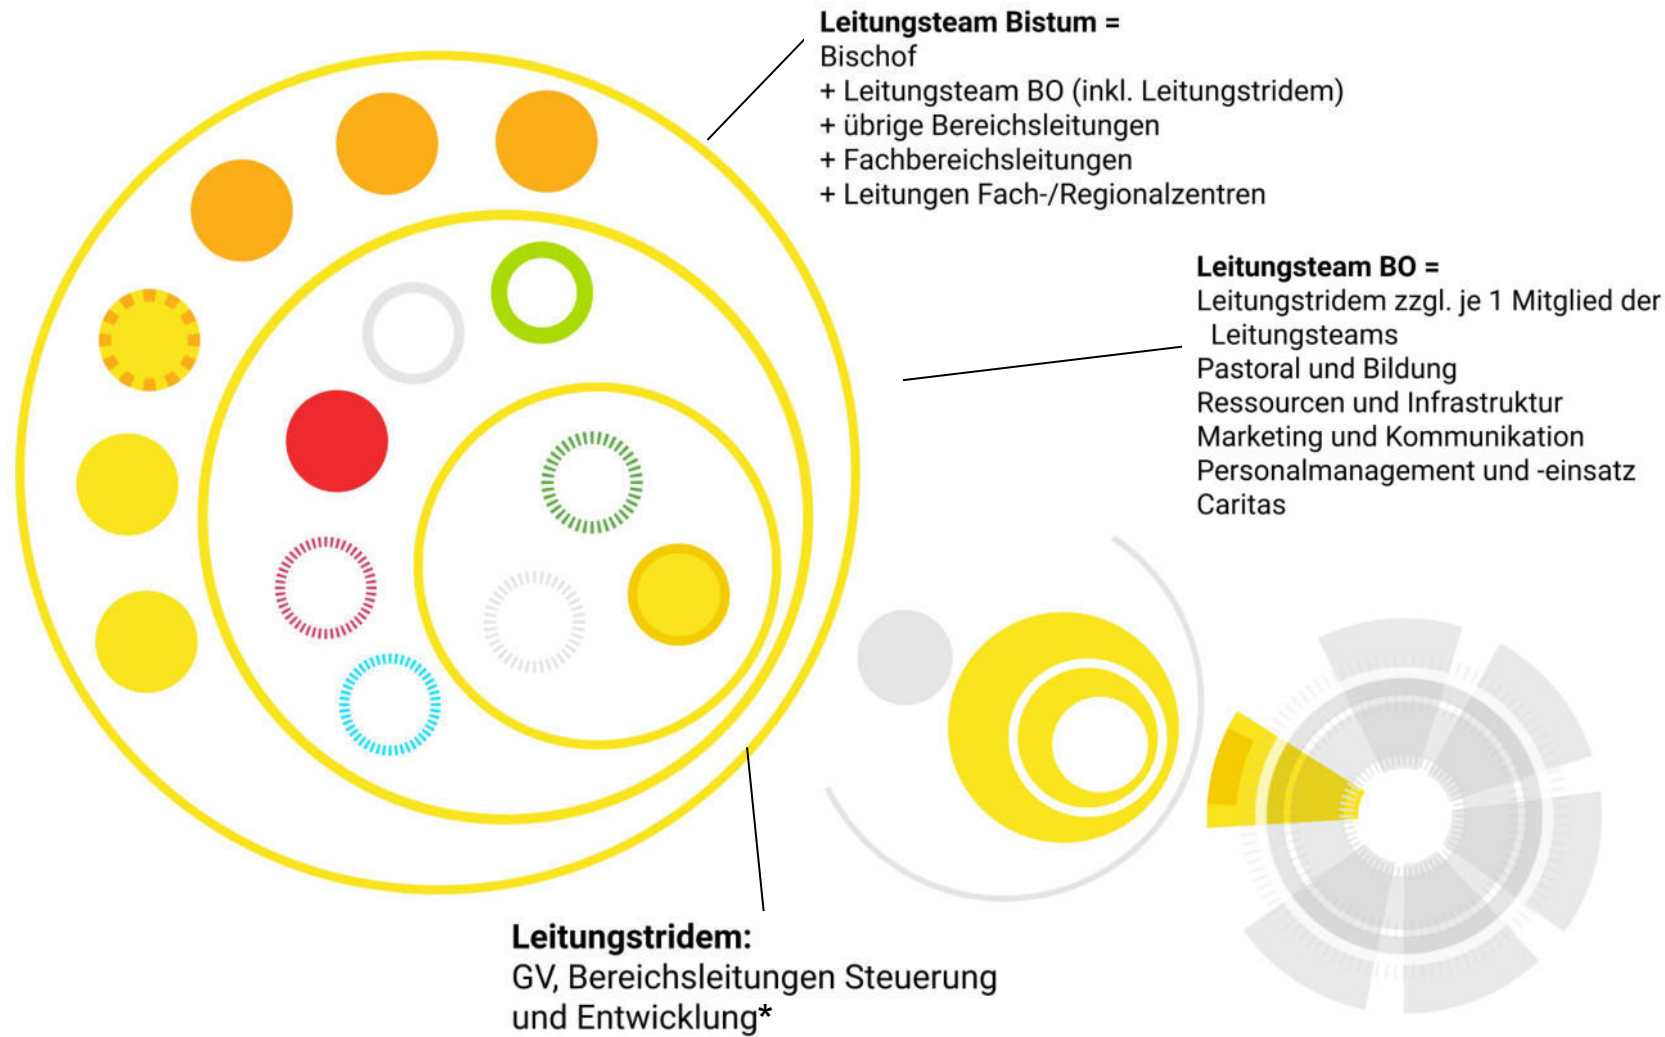 Leitungsteam Bistum =
Bischof
+ Leitungsteam BO (inkl. Leitungstridem)
+ übrige Bereichsleitungen
+ Fachbereichsleitungen
+ Leitungen Fach-/Regionalzentren
Leitungsteam BO =
Leitungstridem zzgl. je 1 Mitglied der
Leitungsteams
Pastoral und Bildung
Ressourcen und Infrastruktur
Marketing und Kommunikation
Personalmanagement und -einsatz
Caritas
Leitungstridem:
GV, Bereichsleitungen Steuerung
und Entwicklung*